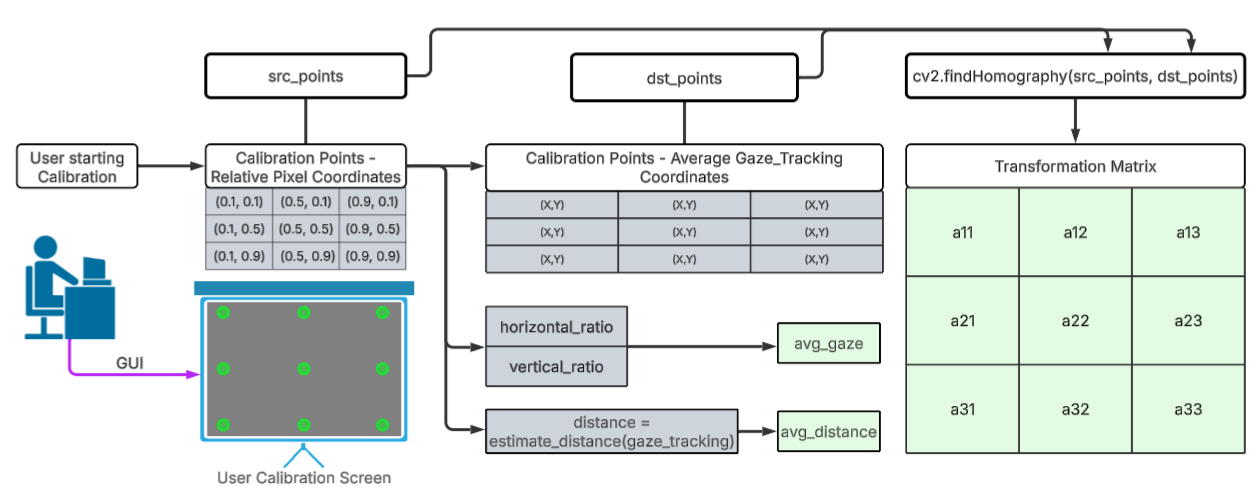 src_points
dst_points
cv2.findHomography(src_points, dst_points)
User starting
Calibration
Calibration Points -
Relative Pixel Coordinates
(0.1, 0.1) (0.5, 0.1) (0.9, 0.1)
(0.1, 0.5) (0.5, 0.5) (0.9, 0.5)
(0.1, 0.9) (0.5, 0.9) (0.9, 0.9)
Calibration Points - Average Gaze_Tracking
Coordinates
(X,Y) (X,Y) (X,Y)
(X,Y) (X,Y) (X,Y)
(X,Y) (X,Y) (X,Y)
Transformation Matrix
a11 a12 a13
a21 a22 a23
a31 a32 a33
GUI
User Calibration Screen
horizontal_ratio
vertical_ratio
avg_gaze
distance =
estimate_distance(gaze_tracking)
avg_distance